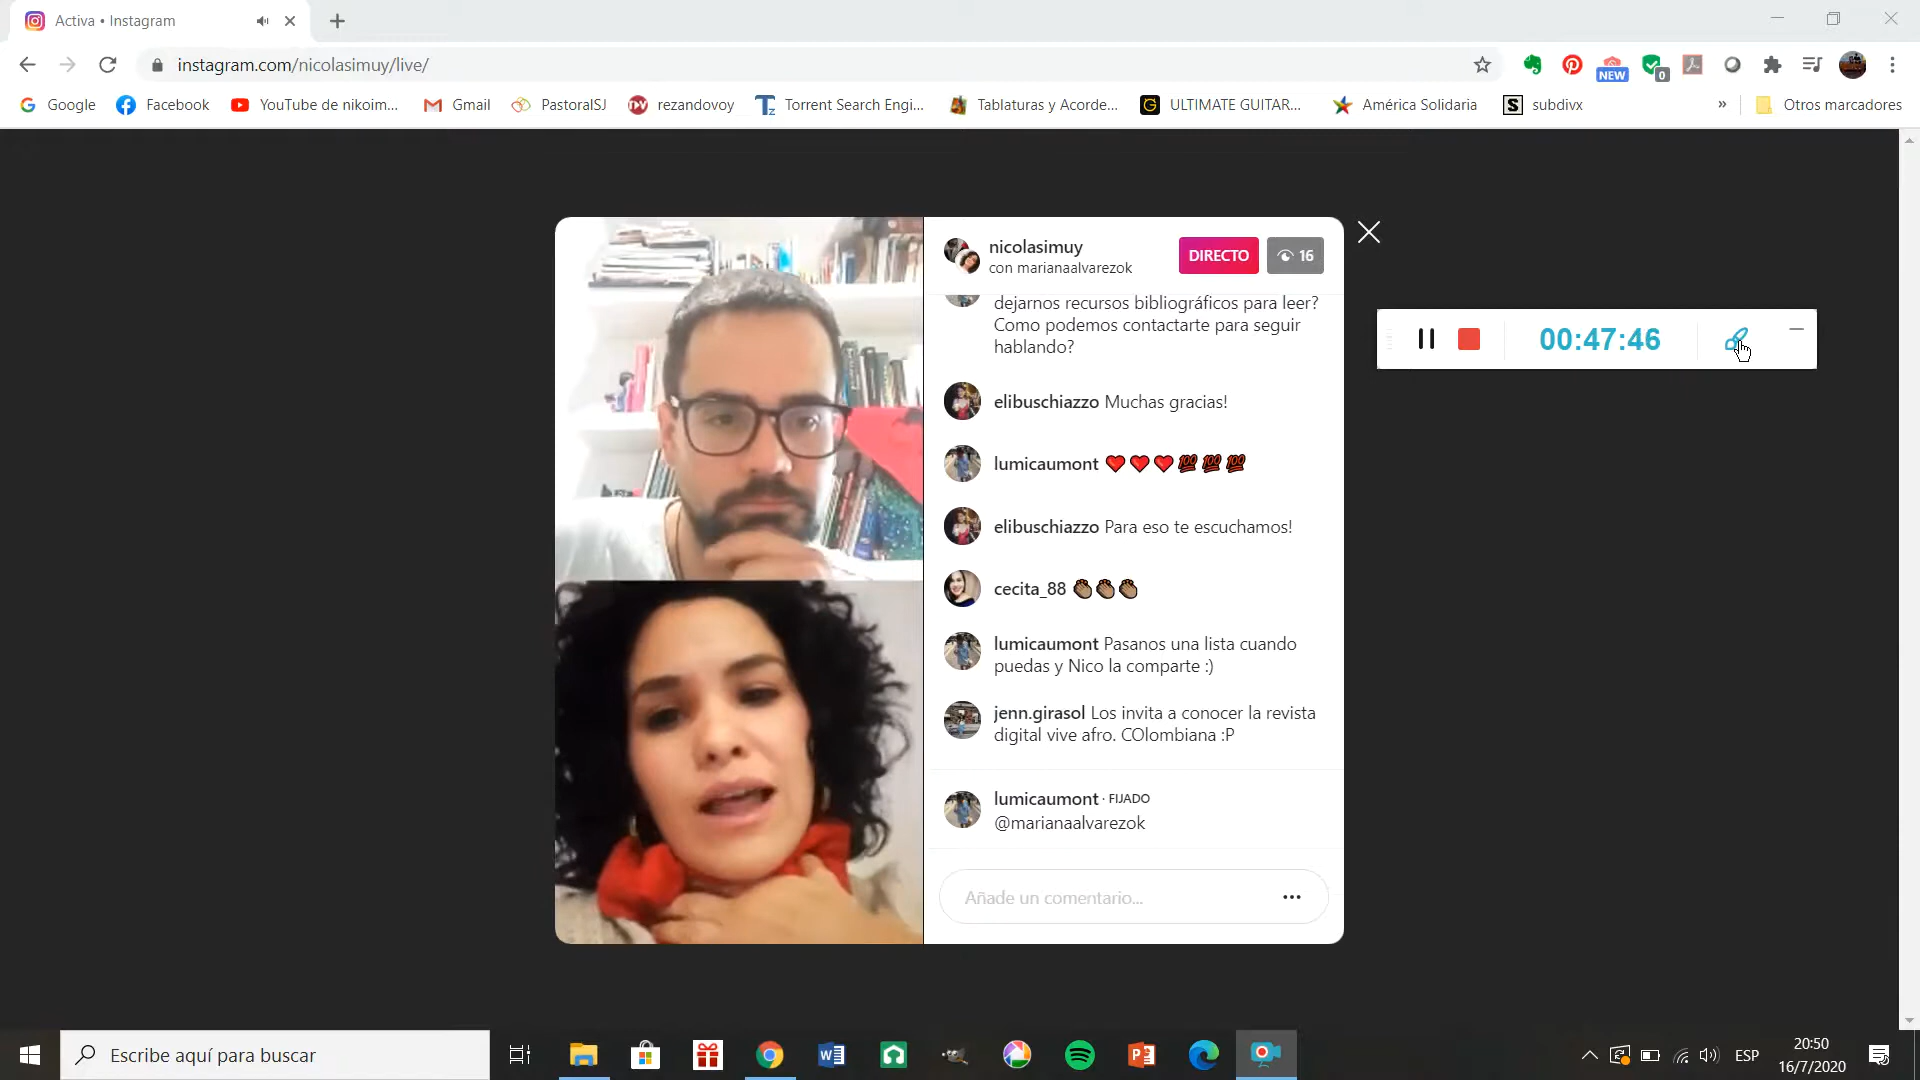 Activa • Instagram
instagram.com/nicolasimuy/live/
NEW
0
Google
Facebook
YouTube de nikoim...
Gmail
PastoralSJ
rezandovoy
Torrent Search Engi...
Tablaturas y Acorde...
ULTIMATE GUITAR...
América Solidaria
subdivx
»
Otros marcadores
nicolasimuy
con marianaalvarezok
DIRECTO
16
dejarnos recursos bibliográficos para leer?
Como podemos contactarte para seguir
hablando?
elibuschiazzo Muchas gracias!
lumicaumont ❤❤❤💯💯💯
elibuschiazzo Para eso te escuchamos!
cecita_88 👏🏽👏🏽👏🏽
lumicaumont Pasanos una lista cuando
puedas y Nico la comparte :)
jenn.girasol Los invita a conocer la revista
digital vive afro. COlombiana :P
lumicaumont · FIJADO
@marianaalvarezok
Añade un comentario...
00:47:46
Escribe aquí para buscar
ESP
20:50
16/7/2020